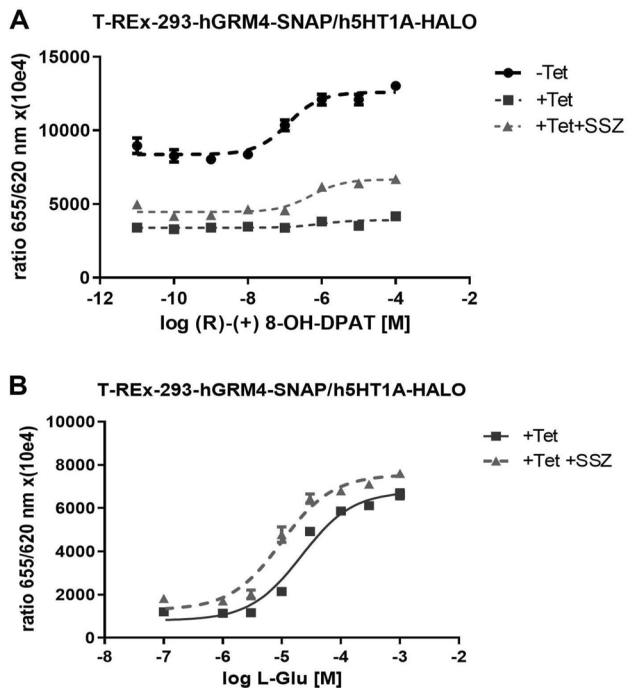 A
T-REx-293-hGRM4-SNAP/h5HT1A-HALO
15000
10000
5000
0
ratio 655/620 nm x(10e4)
-12 -10 -8 -6 -4 -2
log (R)-(+) 8-OH-DPAT [M]
-Tet
+Tet
+Tet+SSZ
B
T-REx-293-hGRM4-SNAP/h5HT1A-HALO
10000
8000
6000
4000
2000
0
ratio 655/620 nm x(10e4)
-8 -7 -6 -5 -4 -3 -2
log L-Glu [M]
+Tet
+Tet +SSZ